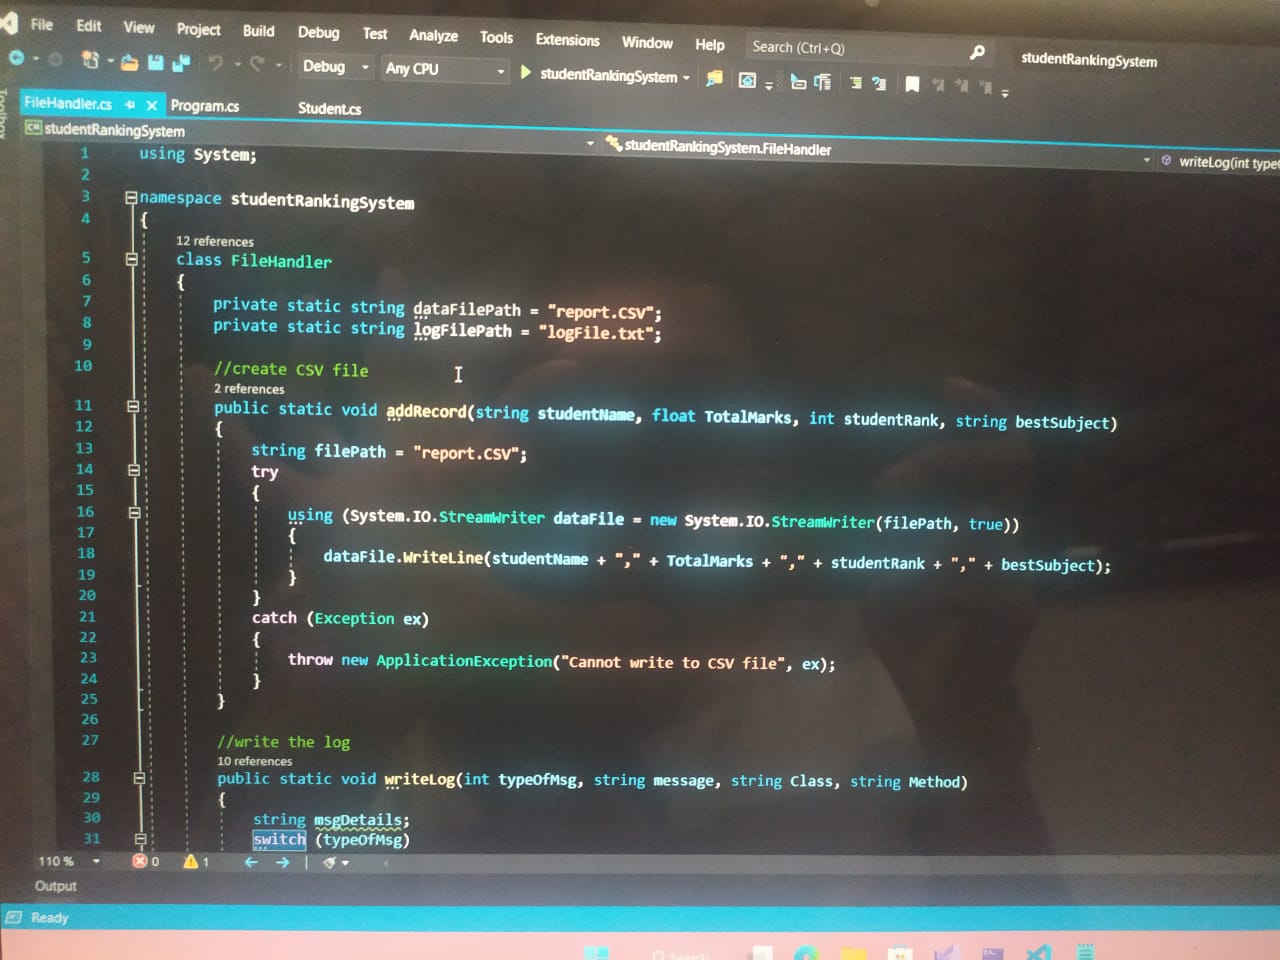 File Edit View Project Build Debug Test Analyze Tools Extensions Window Help Search (Ctrl+Q) studentRankingSystem
Debug Any CPU studentRankingSystem
Toolbox
FileHandler.cs Program.cs Student.cs
C# studentRankingSystem studentRankingSystem.FileHandler writeLog(int type
1 using System;
2
3 namespace studentRankingSystem
4 {
12 references
5 class FileHandler
6 {
7 private static string dataFilePath = "report.CSV";
8 private static string logFilePath = "logFile.txt";
9
10 //create CSV file
2 references
11 public static void addRecord(string studentName, float TotalMarks, int studentRank, string bestSubject)
12 {
13 string filePath = "report.CSV";
14 try
15 {
16 using (System.IO.StreamWriter dataFile = new System.IO.StreamWriter(filePath, true))
17 {
18 dataFile.WriteLine(studentName + "," + TotalMarks + "," + studentRank + "," + bestSubject);
19 }
20 }
21 catch (Exception ex)
22 {
23 throw new ApplicationException("Cannot write to CSV file", ex);
24 }
25 }
26
27 //write the log
10 references
28 public static void writeLog(int typeOfMsg, string message, string Class, string Method)
29 {
30 string msgDetails;
31 switch (typeOfMsg)
110 % 0 1
Output
Ready
Search